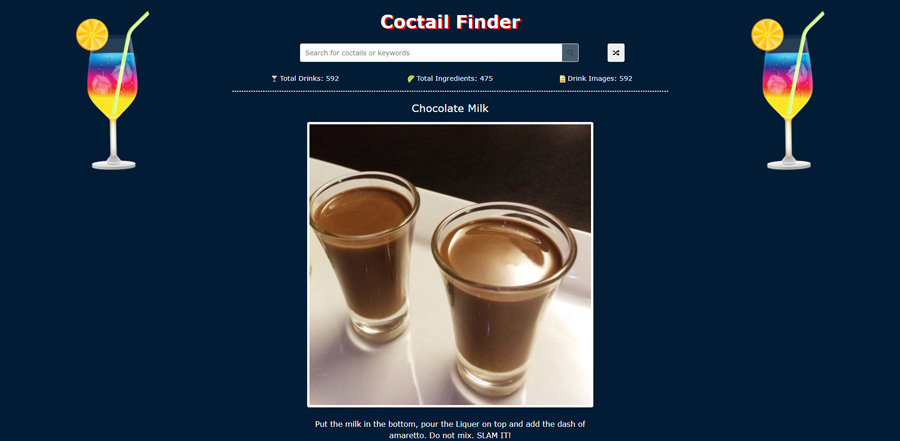 Coctail Finder
Search for coctails or keywords
Total Drinks: 592
Total Ingredients: 475
Drink Images: 592
Chocolate Milk
Put the milk in the bottom, pour the Liquer on top and add the dash of
amaretto. Do not mix. SLAM IT!